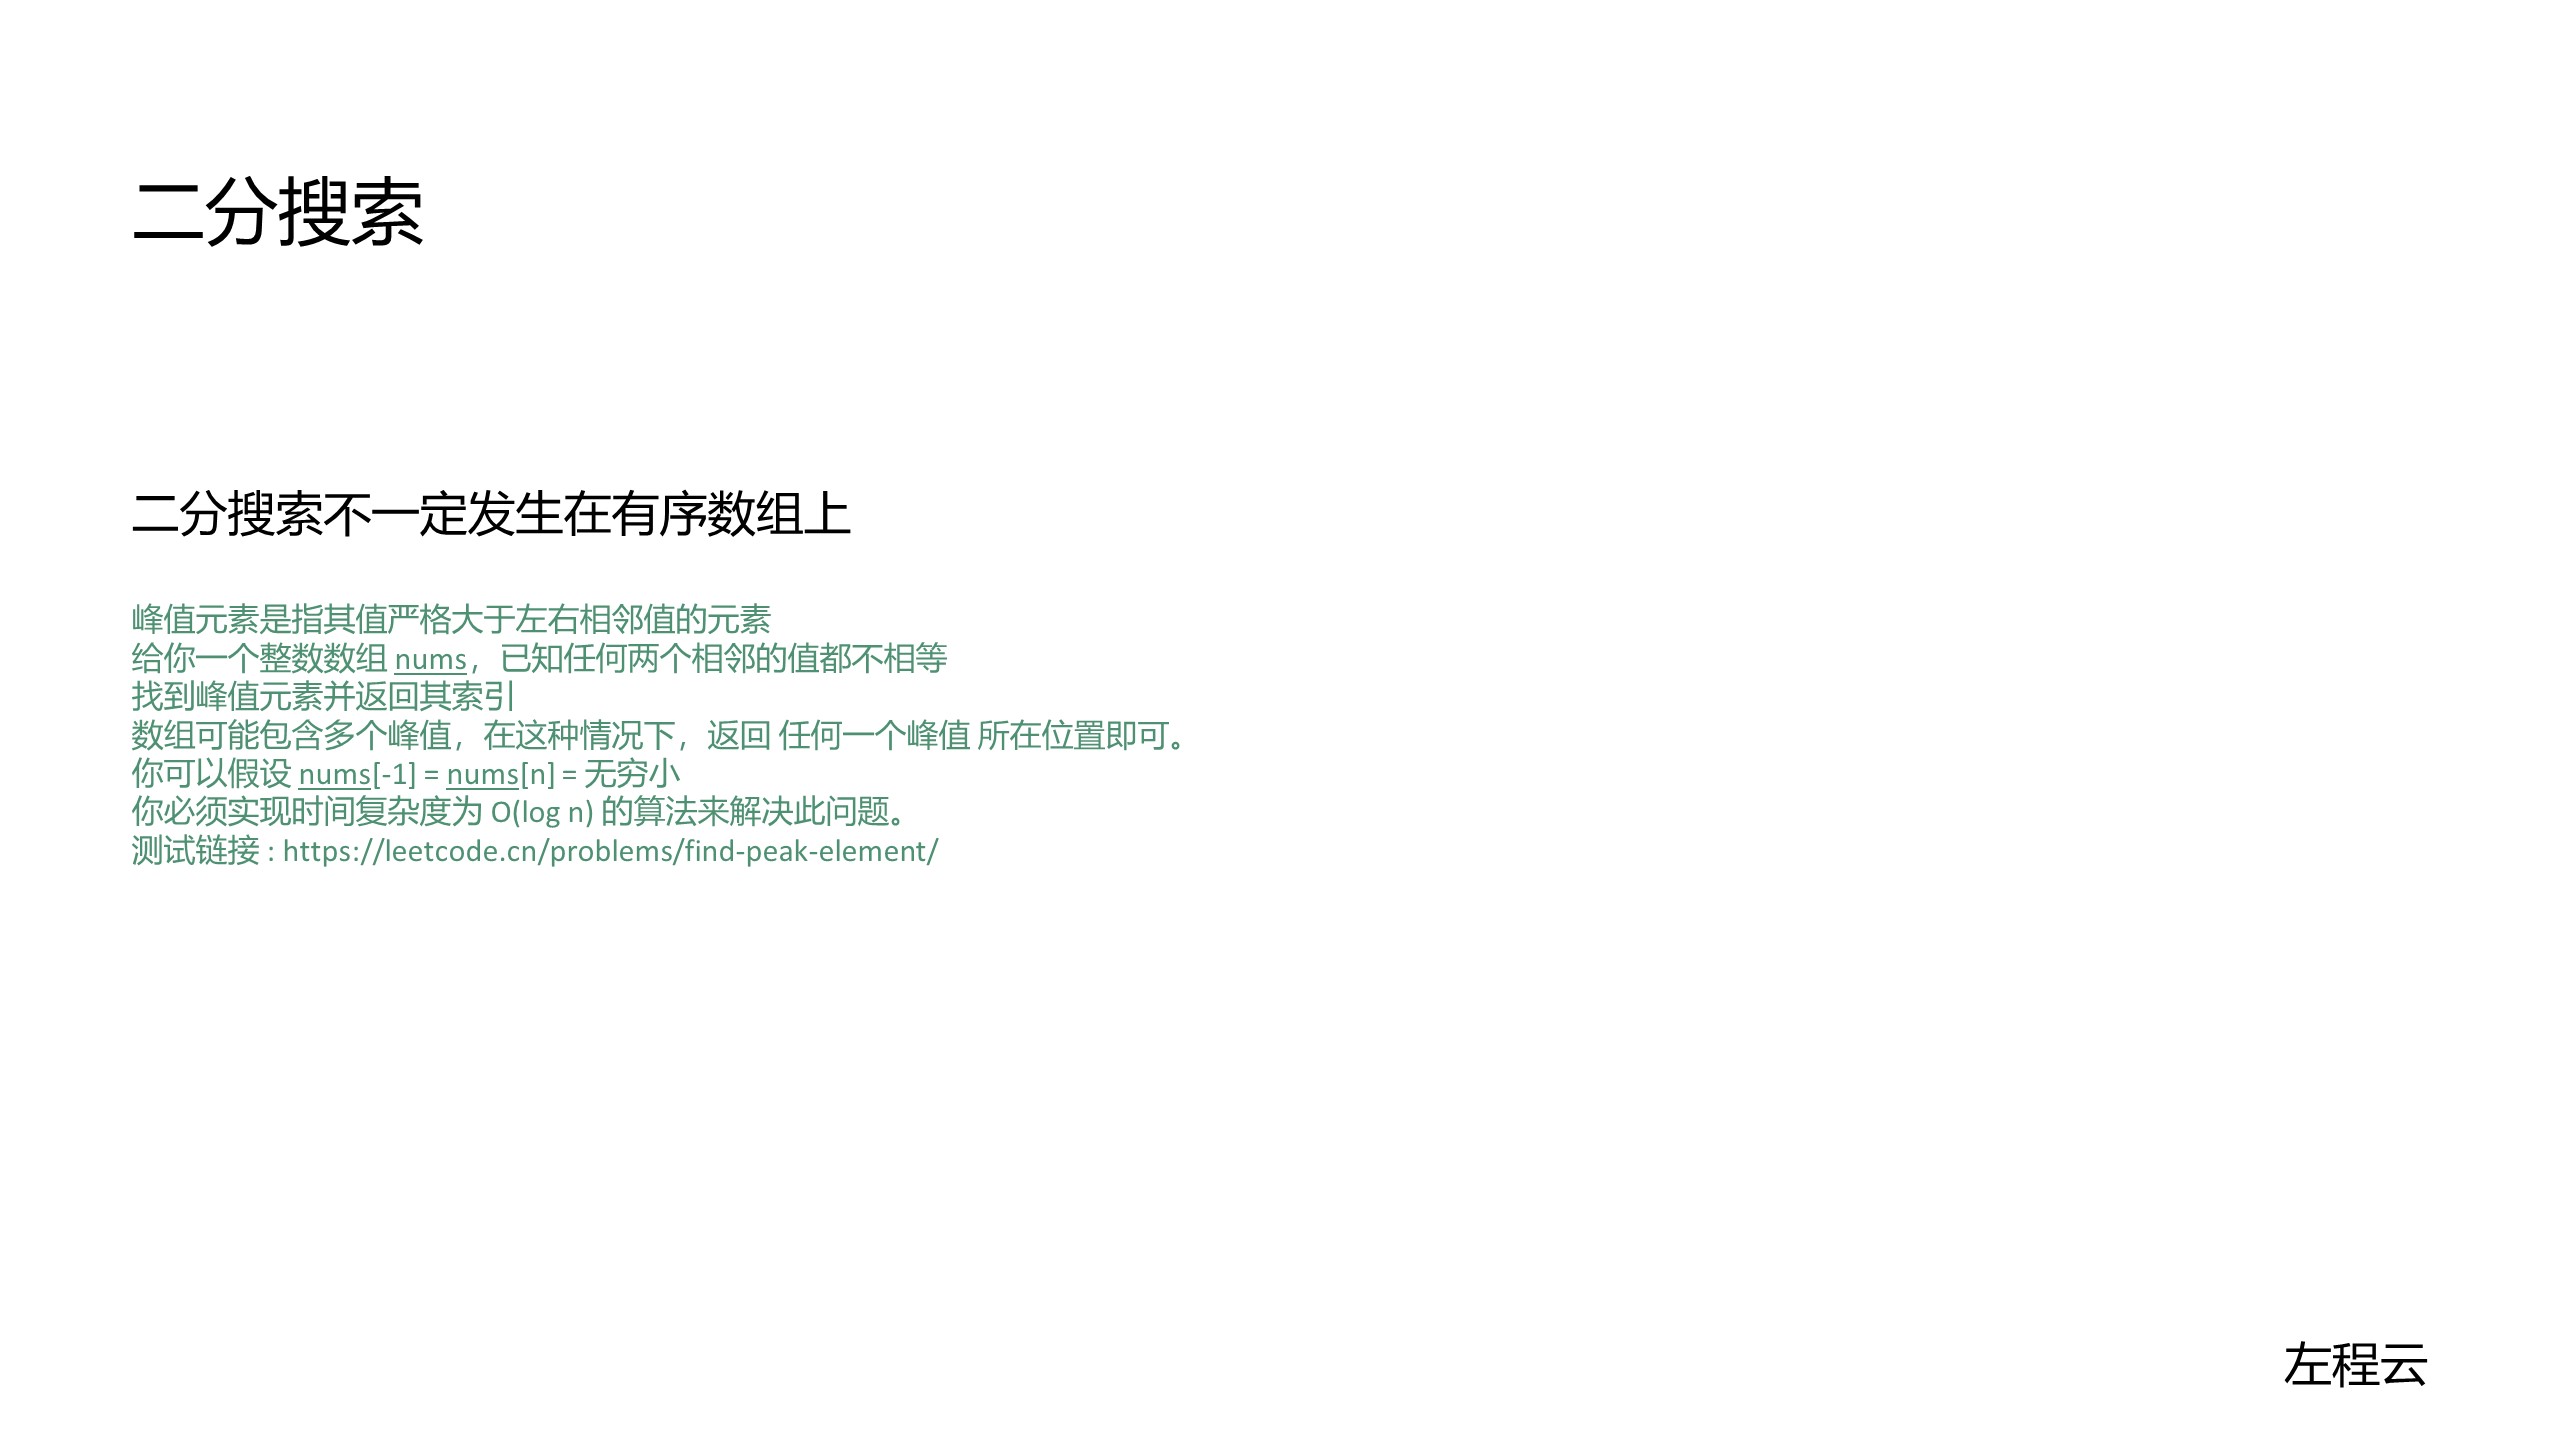 二分搜索
二分搜索不一定发生在有序数组上
峰值元素是指其值严格大于左右相邻值的元素
给你一个整数数组 nums，已知任何两个相邻的值都不相等
找到峰值元素并返回其索引
数组可能包含多个峰值，在这种情况下，返回 任何一个峰值 所在位置即可。
你可以假设 nums[-1] = nums[n] = 无穷小
你必须实现时间复杂度为 O(log n) 的算法来解决此问题。
测试链接 : https://leetcode.cn/problems/find-peak-element/
左程云